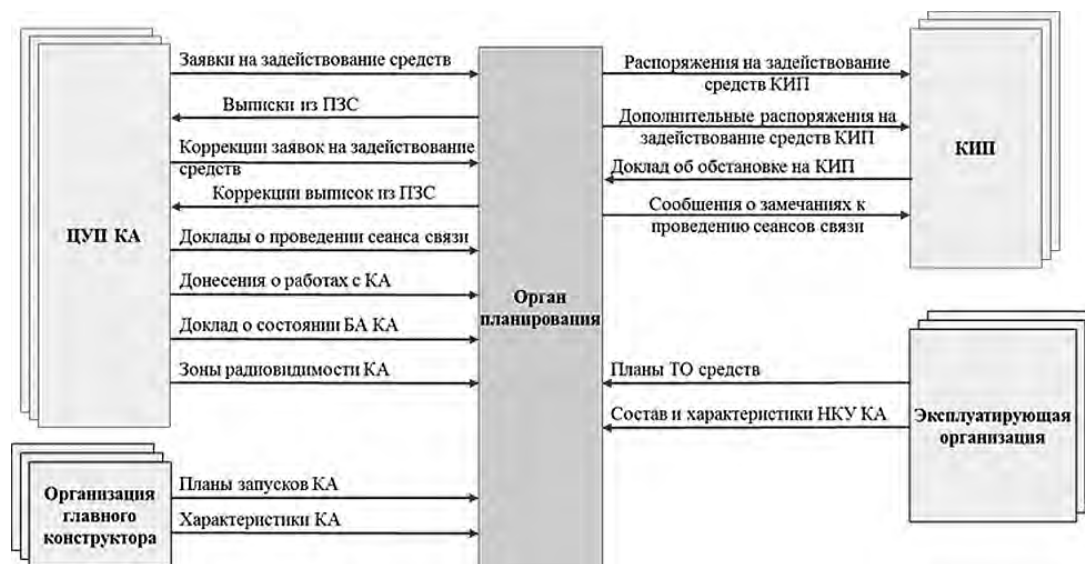 ЦУП КА
Заявки на задействование средств
Выписки из ПЗС
Коррекции заявок на задействование
средств
Коррекции выписок из ПЗС
Доклады о проведении сеанса связи
Донесения о работах с КА
Доклад о состоянии БА КА
Зоны радиовидимости КА
Организация
главного
конструктора
Планы запусков КА
Характеристики КА
Орган
планирования
Распоряжения на задействование
средств КИП
Дополнительные распоряжения на
задействование средств КИП
Доклад об обстановке на КИП
Сообщения о замечаниях к
проведению сеансов связи
КИП
Планы ТО средств
Состав и характеристики НКУ КА
Эксплуатирующая
организация